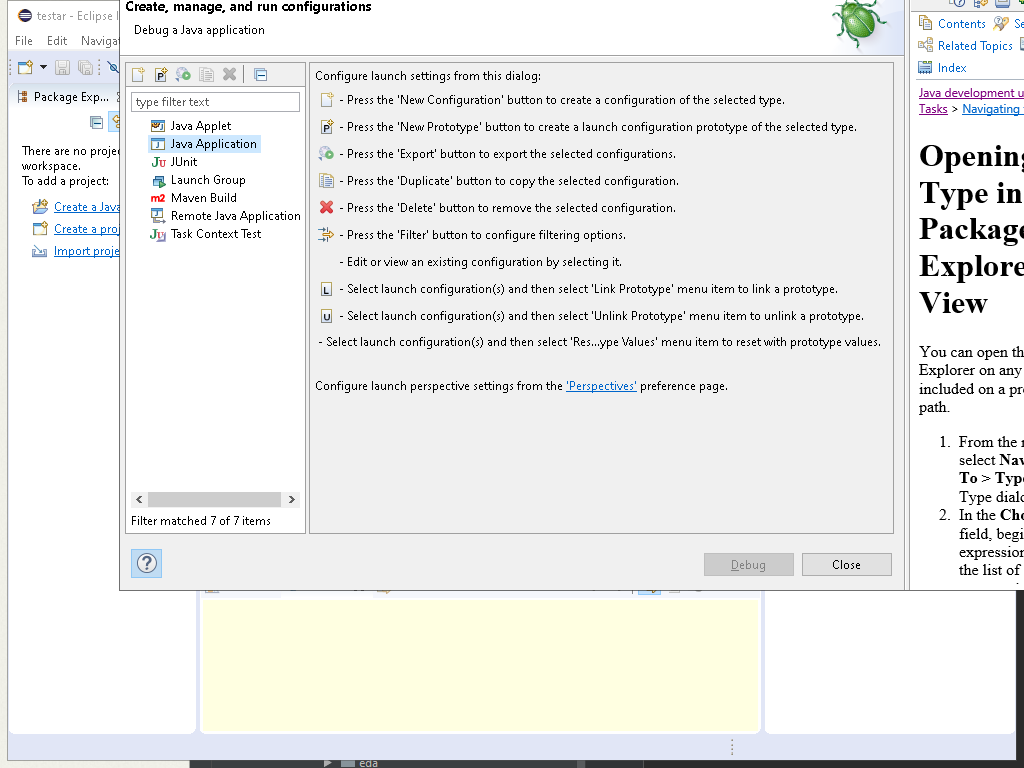 testar - Eclipse
Create, manage, and run configurations
Debug a Java application
File Edit Naviga
Contents Se
Related Topics
Index
Package Exp...
type filter text
Java Applet
Java Application
JUnit
Launch Group
Maven Build
Remote Java Application
Task Context Test
Filter matched 7 of 7 items
There are no projec
workspace.
To add a project:
Create a Java
Create a proj
Import proje
Configure launch settings from this dialog:
- Press the 'New Configuration' button to create a configuration of the selected type.
- Press the 'New Prototype' button to create a launch configuration prototype of the selected type.
- Press the 'Export' button to export the selected configurations.
- Press the 'Duplicate' button to copy the selected configuration.
- Press the 'Delete' button to remove the selected configuration.
- Press the 'Filter' button to configure filtering options.
- Edit or view an existing configuration by selecting it.
- Select launch configuration(s) and then select 'Link Prototype' menu item to link a prototype.
- Select launch configuration(s) and then select 'Unlink Prototype' menu item to unlink a prototype.
- Select launch configuration(s) and then select 'Res...ype Values' menu item to reset with prototype values.
Configure launch perspective settings from the 'Perspectives' preference page.
Debug
Close
Java development u
Tasks > Navigating
Opening
Type in
Package
Explore
View
You can open th
Explorer on any
included on a pro
path.
1. From the
select Nav
To > Type
Type dialo
2. In the Cho
field, begi
expression
the list of
eda